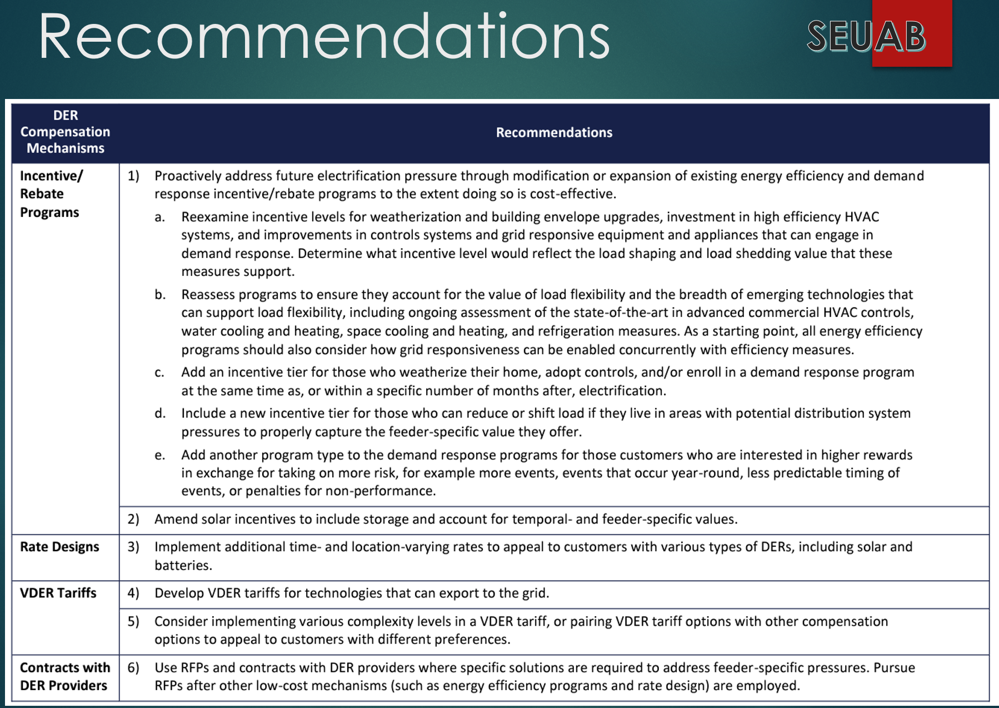 Recommendations
SEUAB
DER
Compensation
Mechanisms
Recommendations
Incentive/
Rebate
Programs
1) Proactively address future electrification pressure through modification or expansion of existing energy efficiency and demand
response incentive/rebate programs to the extent doing so is cost-effective.
a. Reexamine incentive levels for weatherization and building envelope upgrades, investment in high efficiency HVAC
systems, and improvements in controls systems and grid responsive equipment and appliances that can engage in
demand response. Determine what incentive level would reflect the load shaping and load shedding value that these
measures support.
b. Reassess programs to ensure they account for the value of load flexibility and the breadth of emerging technologies that
can support load flexibility, including ongoing assessment of the state-of-the-art in advanced commercial HVAC controls,
water cooling and heating, space cooling and heating, and refrigeration measures. As a starting point, all energy efficiency
programs should also consider how grid responsiveness can be enabled concurrently with efficiency measures.
c. Add an incentive tier for those who weatherize their home, adopt controls, and/or enroll in a demand response program
at the same time as, or within a specific number of months after, electrification.
d. Include a new incentive tier for those who can reduce or shift load if they live in areas with potential distribution system
pressures to properly capture the feeder-specific value they offer.
e. Add another program type to the demand response programs for those customers who are interested in higher rewards
in exchange for taking on more risk, for example more events, events that occur year-round, less predictable timing of
events, or penalties for non-performance.
2) Amend solar incentives to include storage and account for temporal- and feeder-specific values.
Rate Designs
3) Implement additional time- and location-varying rates to appeal to customers with various types of DERs, including solar and
batteries.
VDER Tariffs
4) Develop VDER tariffs for technologies that can export to the grid.
5) Consider implementing various complexity levels in a VDER tariff, or pairing VDER tariff options with other compensation
options to appeal to customers with different preferences.
Contracts with
DER Providers
6) Use RFPs and contracts with DER providers where specific solutions are required to address feeder-specific pressures. Pursue
RFPs after other low-cost mechanisms (such as energy efficiency programs and rate design) are employed.